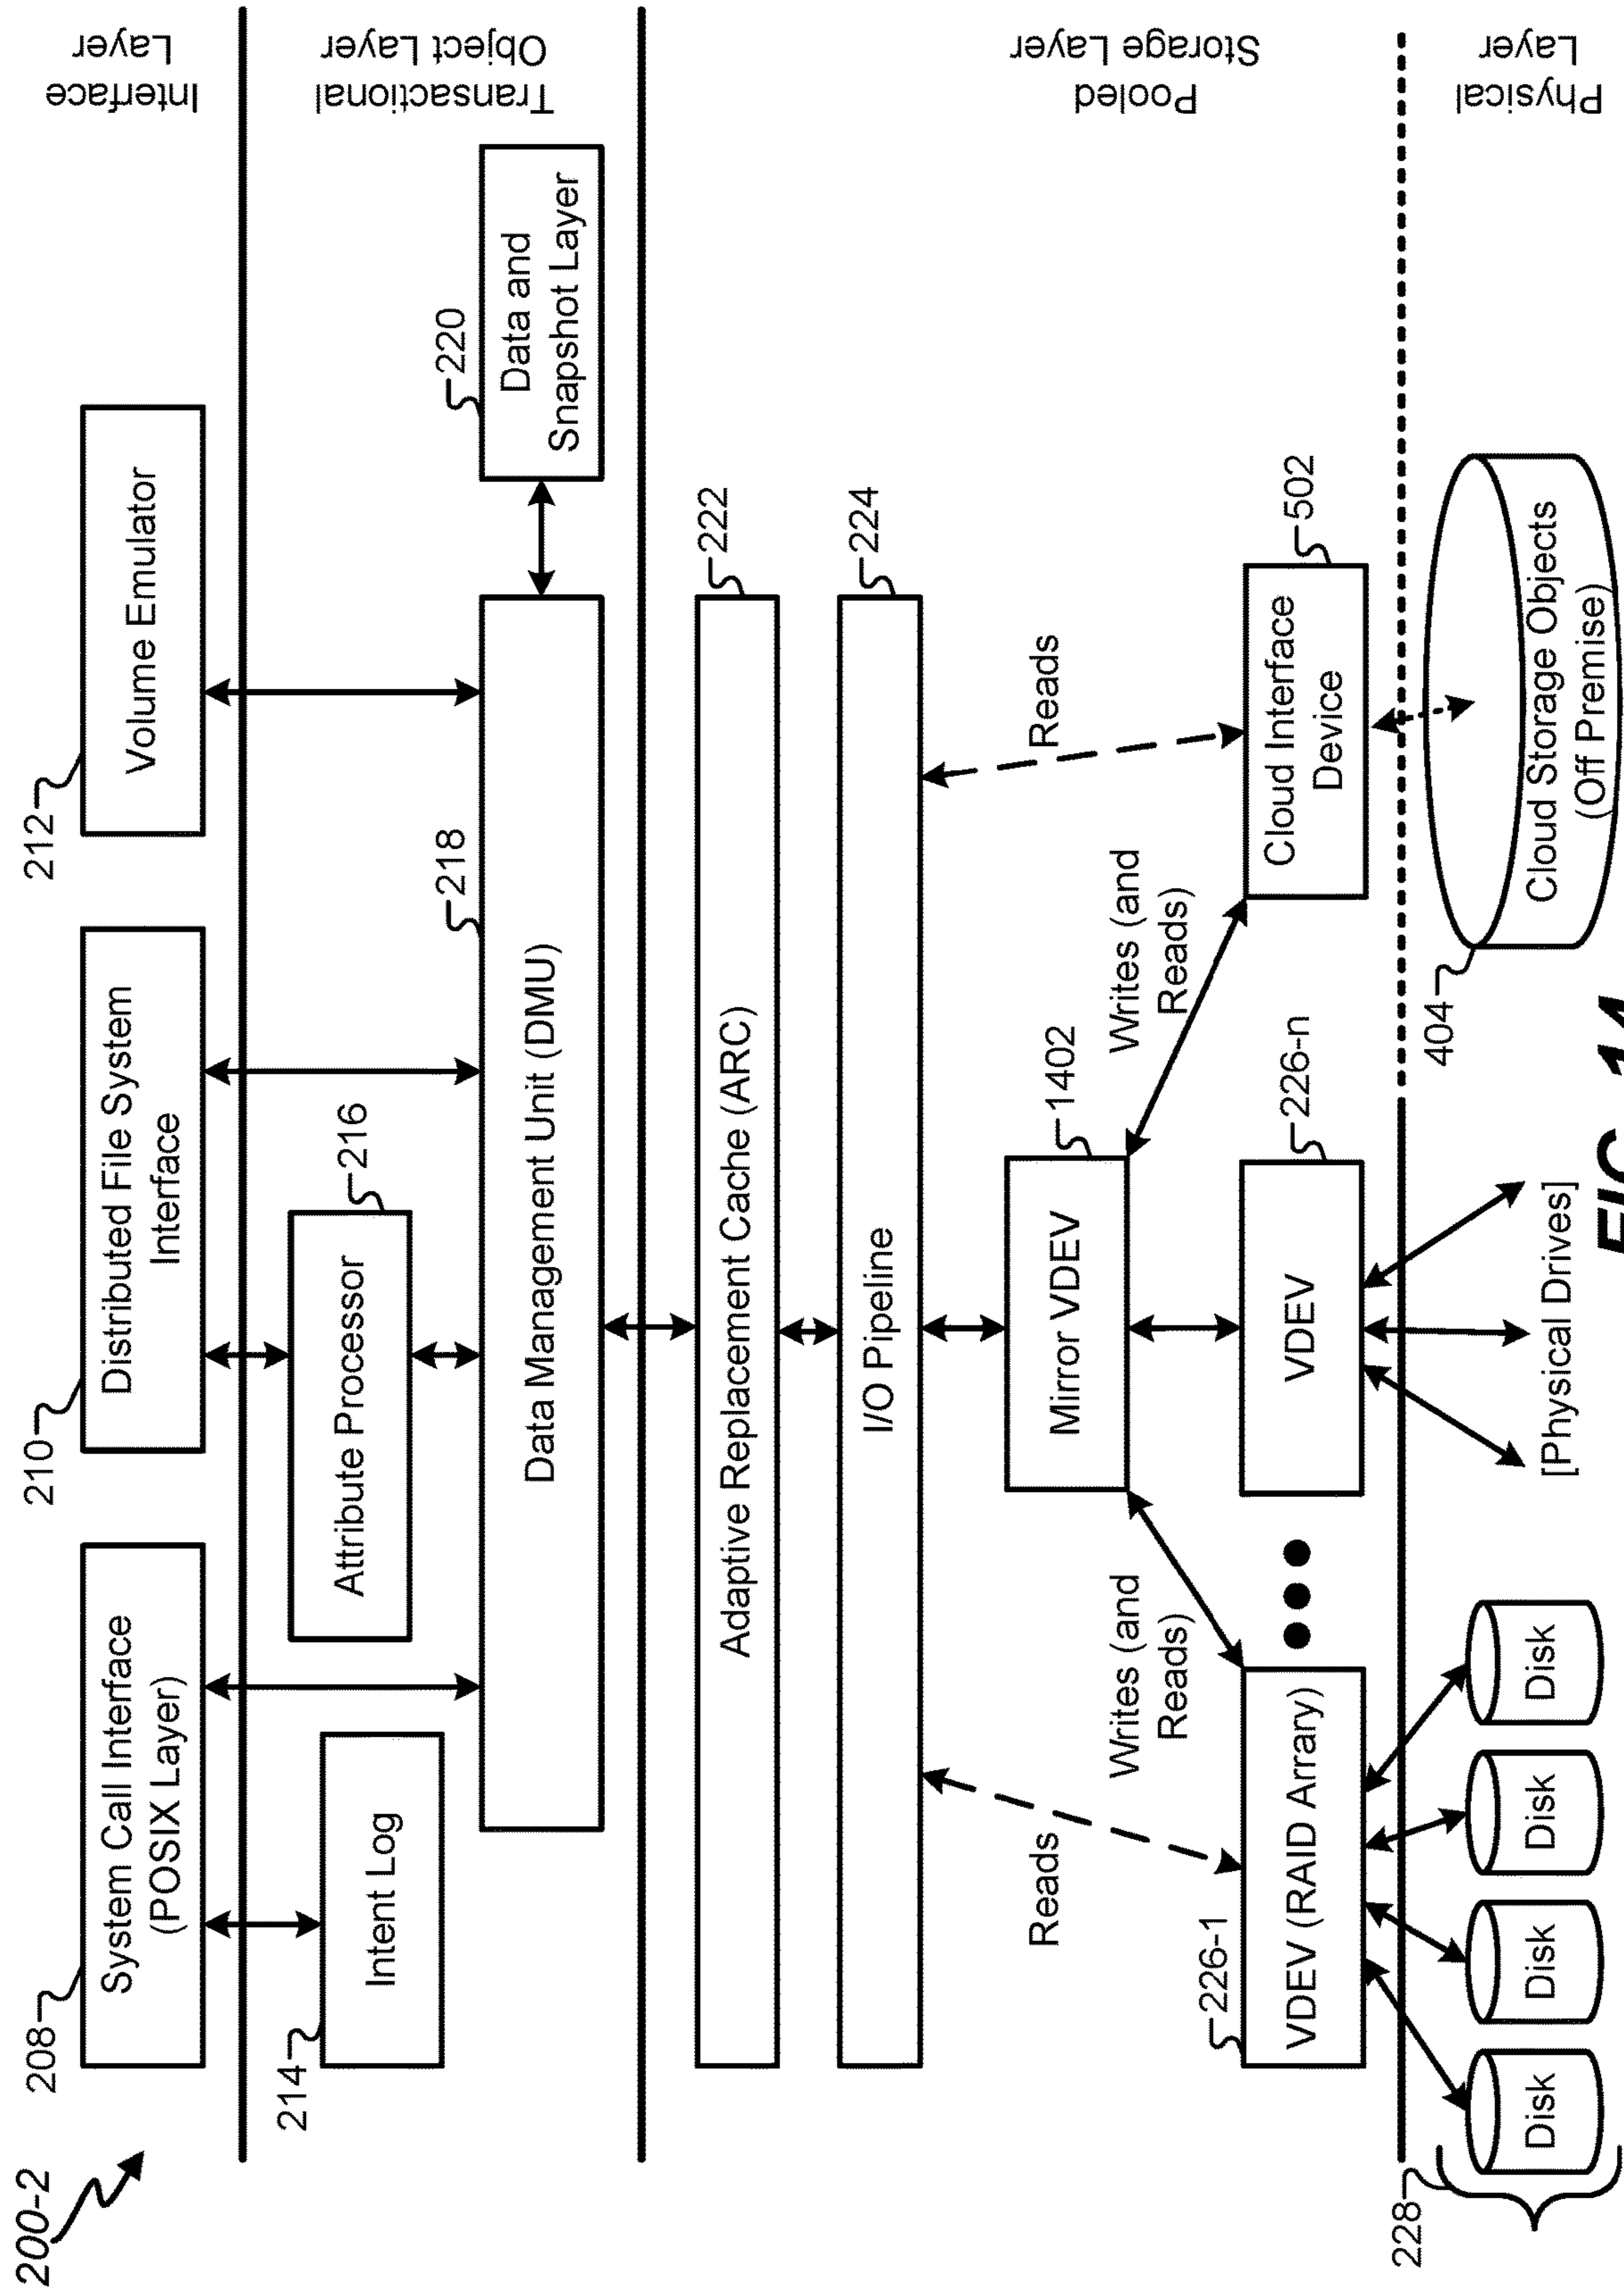 200-2
208
System Call Interface
(POSIX Layer)
210
Distributed File System
Interface
212
Volume Emulator
Interface
Layer
214
Intent Log
Attribute Processor
216
218
Data Management Unit (DMU)
220
Data and
Snapshot Layer
Transactional
Object Layer
Adaptive Replacement Cache (ARC)
222
I/O Pipeline
224
Reads
Writes (and
Reads)
Mirror VDEV
1402
Writes (and
Reads)
Reads
Pooled
Storage Layer
226-1
VDEV (RAID Arrary)
VDEV
226-n
Cloud Interface
Device
502
228
Disk
Disk
Disk
Disk
[Physical Drives]
404
Cloud Storage Objects
(Off Premise)
Physical
Layer
FIG. 14